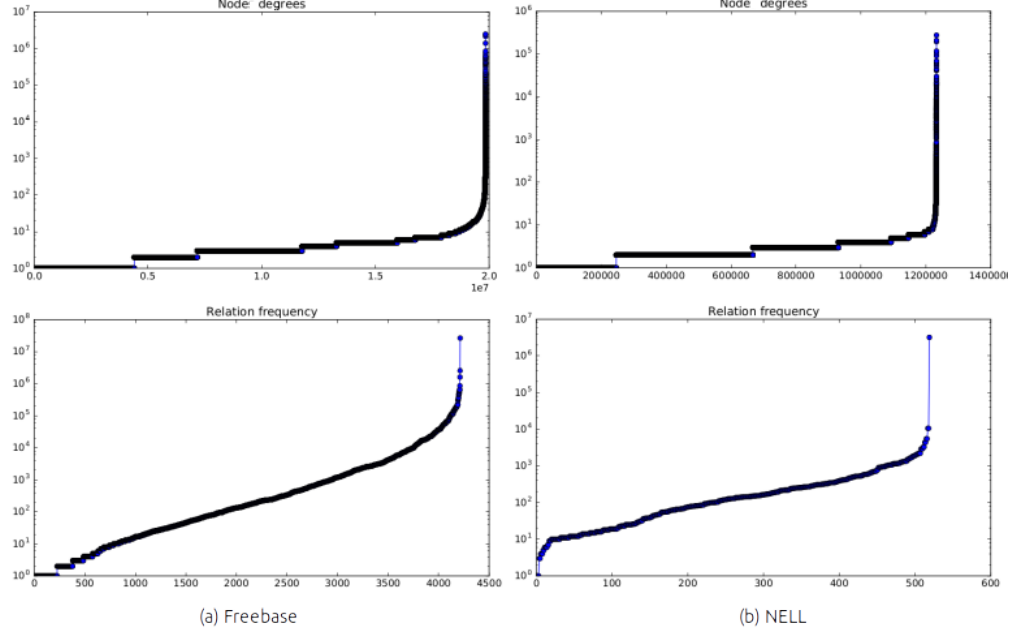 Node degrees
10^7
10^6
10^5
10^4
10^3
10^2
10^1
10^0
0.0 0.5 1.0 1.5 2.0
1e7
Node degrees
10^6
10^5
10^4
10^3
10^2
10^1
10^0
0 200000 400000 600000 800000 1000000 1200000 1400000
Relation frequency
10^8
10^7
10^6
10^5
10^4
10^3
10^2
10^1
10^0
0 500 1000 1500 2000 2500 3000 3500 4000 4500
Relation frequency
10^7
10^6
10^5
10^4
10^3
10^2
10^1
10^0
0 100 200 300 400 500 600
(a) Freebase
(b) NELL